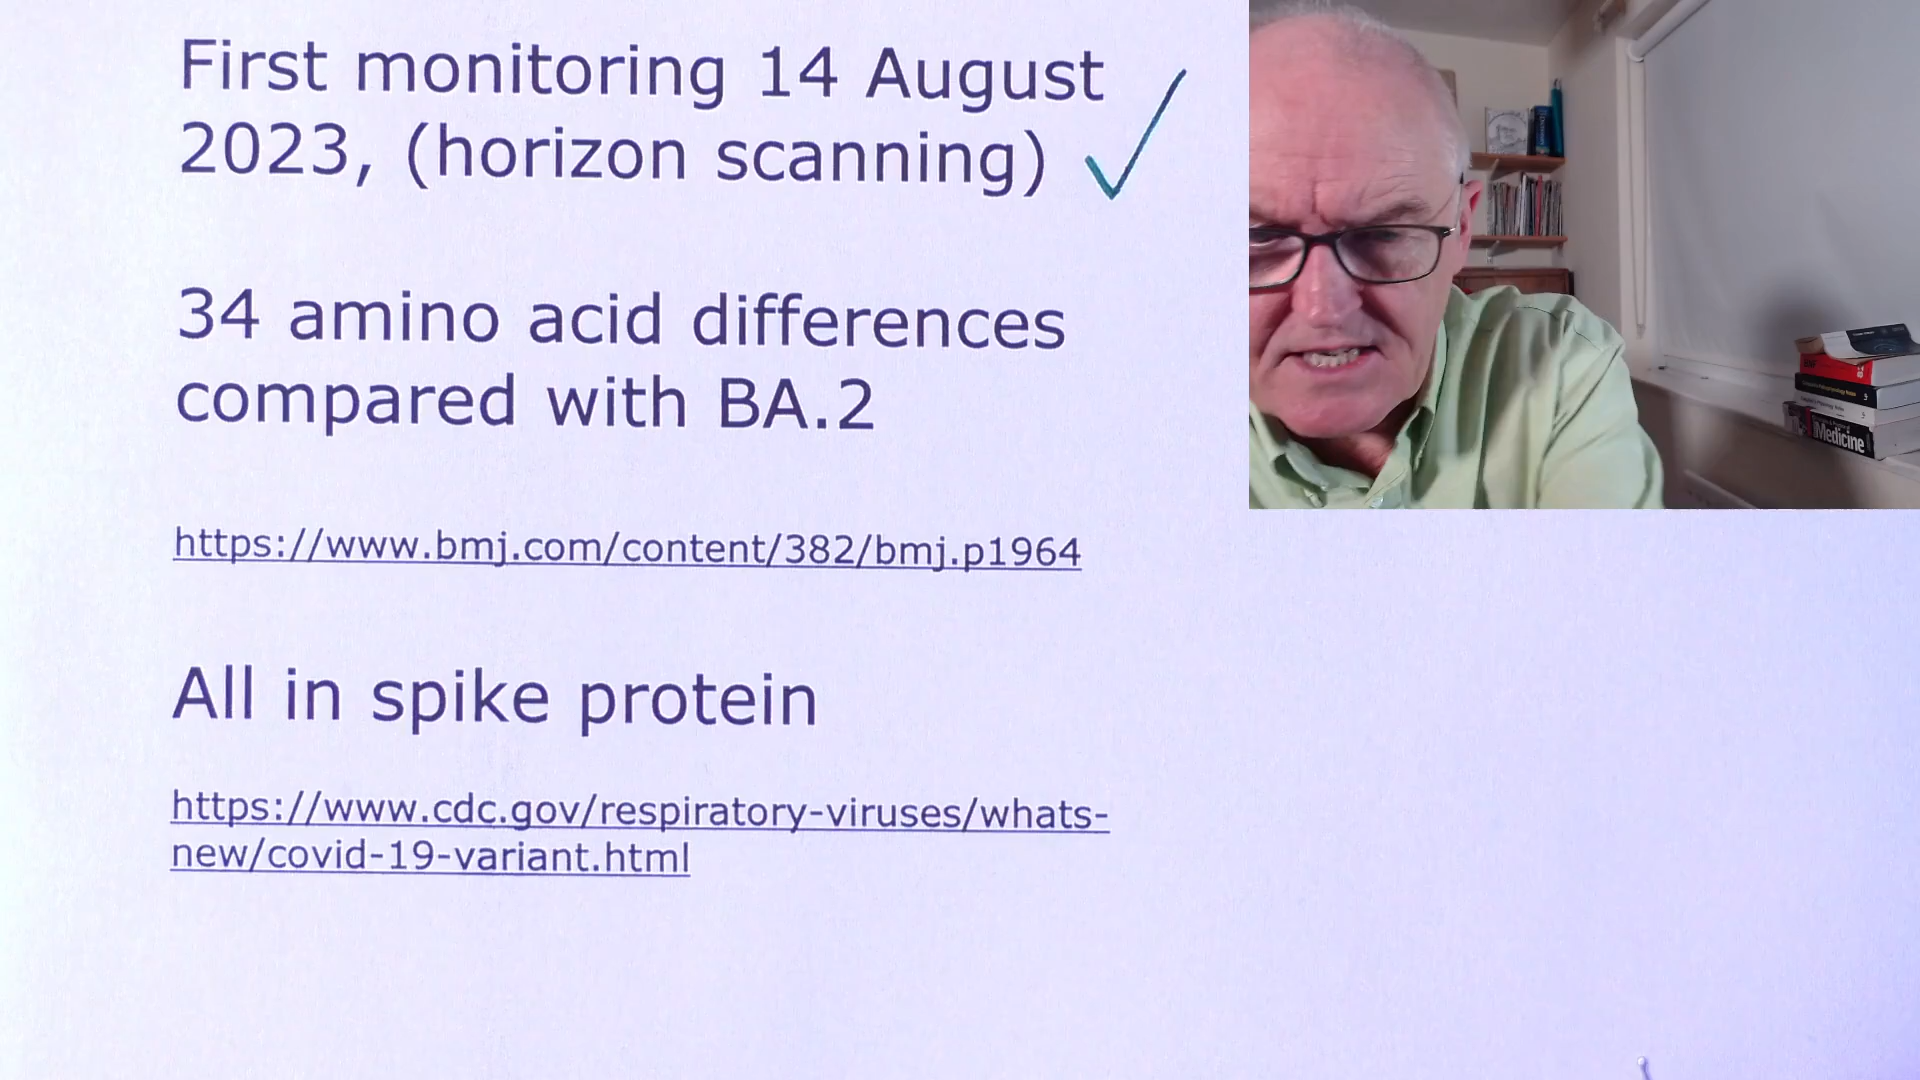 First monitoring 14 August
2023, (horizon scanning)
34 amino acid differences
compared with BA.2
https://www.bmj.com/content/382/bmj.p1964
All in spike protein
https://www.cdc.gov/respiratory-viruses/whats-
new/covid-19-variant.html
BNF
Medicine